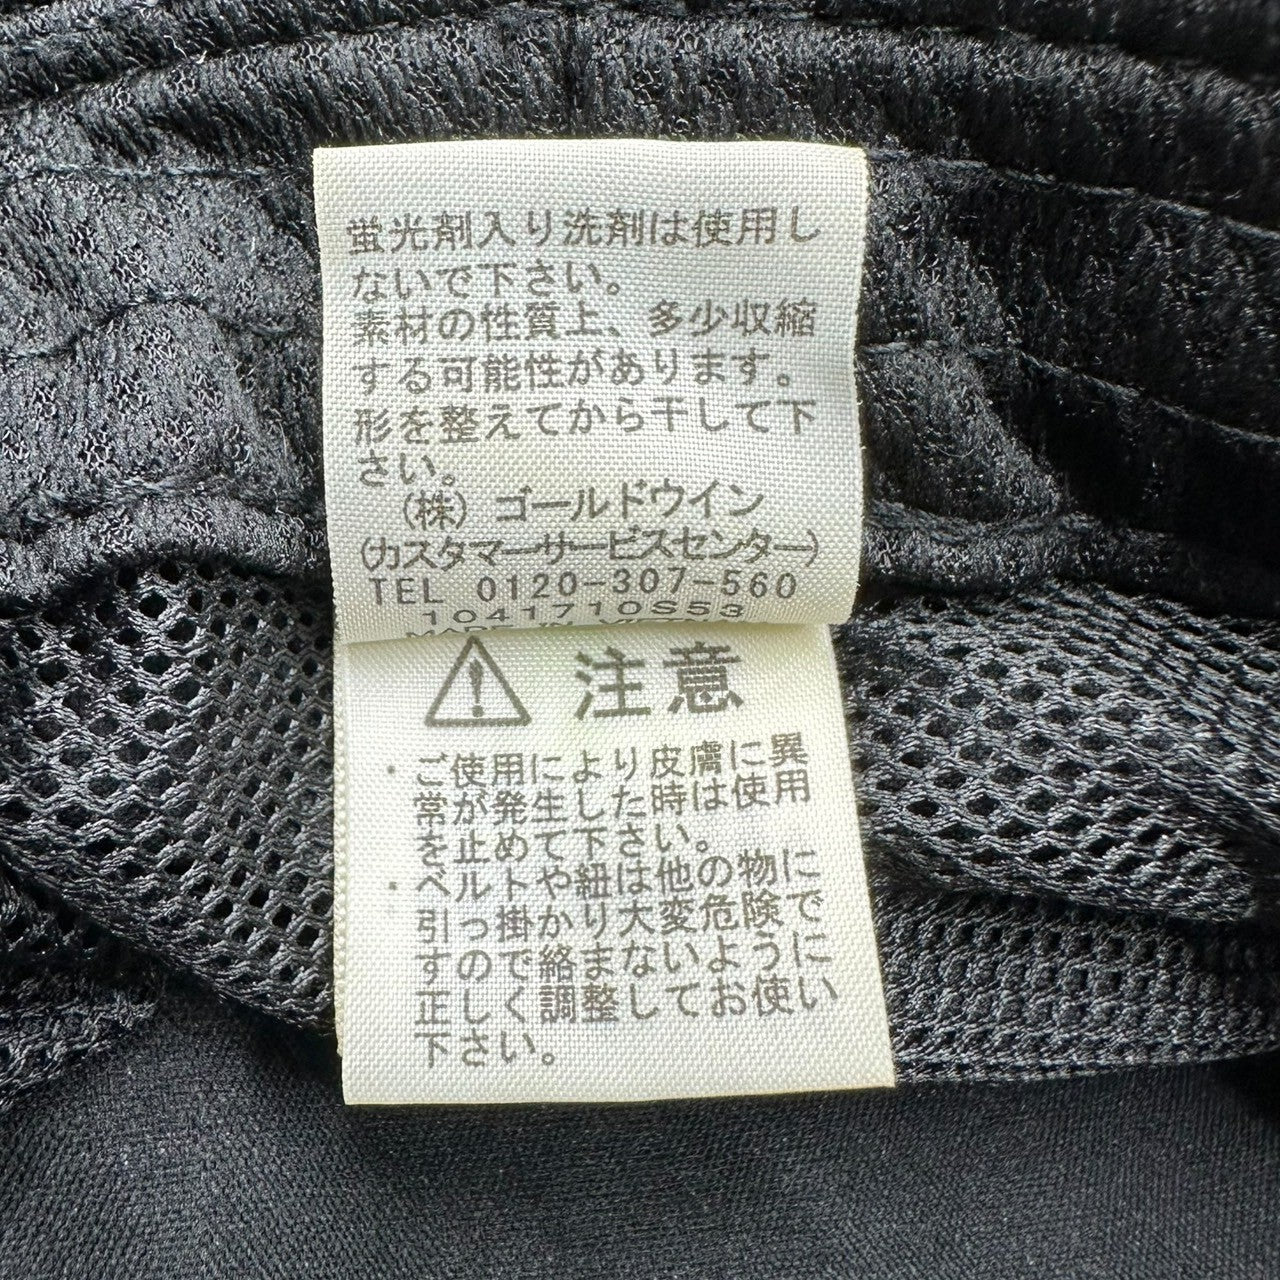 蛍光剤入り洗剤は使用し
ないで下さい。
素材の性質上、多少収縮
する可能性があります。
形を整えてから干して下
さい。
(株) ゴールドウイン
(カスタマーサービスセンター)
TEL 0120-307-560
1041710S53
MADE IN VIETNAM
注意
・ご使用により皮膚に異
常が発生した時は使用
を止めて下さい。
・ベルトや紐は他の物に
引っ掛かり大変危険で
すので絡まないように
正しく調整してお使い
下さい。